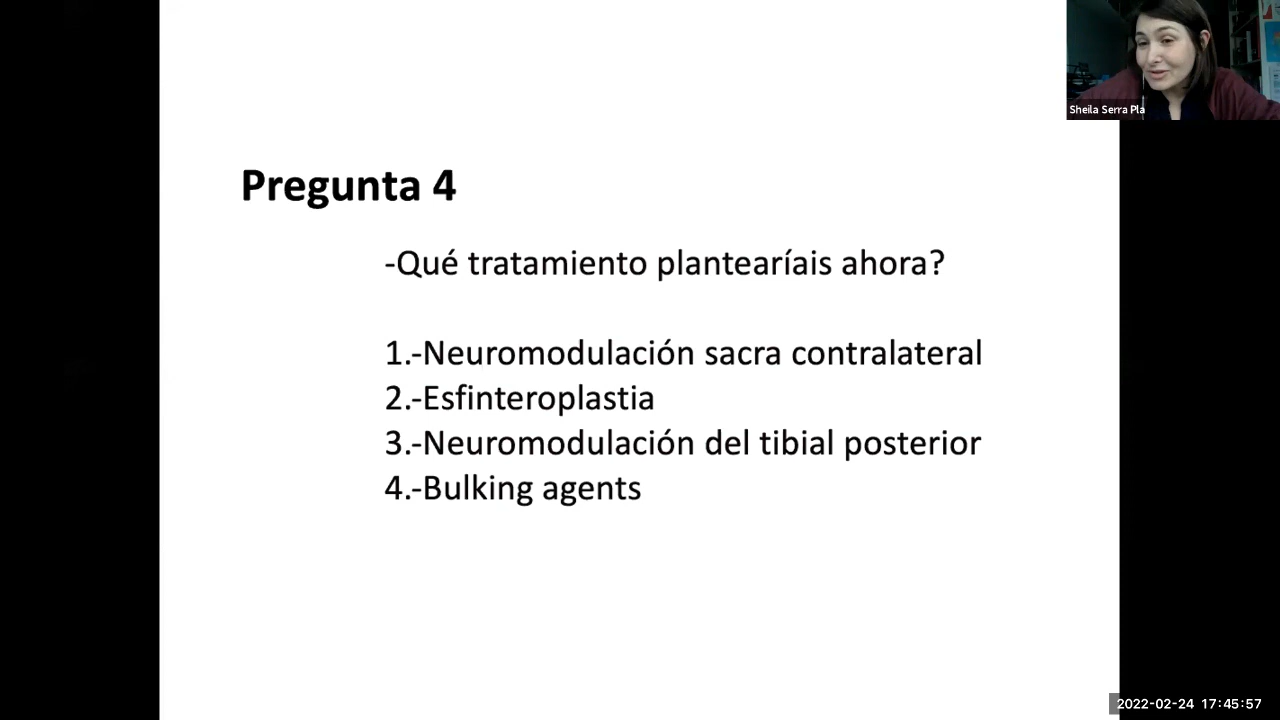 Sheila Serra Pla
Pregunta 4
-Qué tratamiento plantearíais ahora?
1.-Neuromodulación sacra contralateral
2.-Esfinteroplastia
3.-Neuromodulación del tibial posterior
4.-Bulking agents
2022-02-24 17:45:57